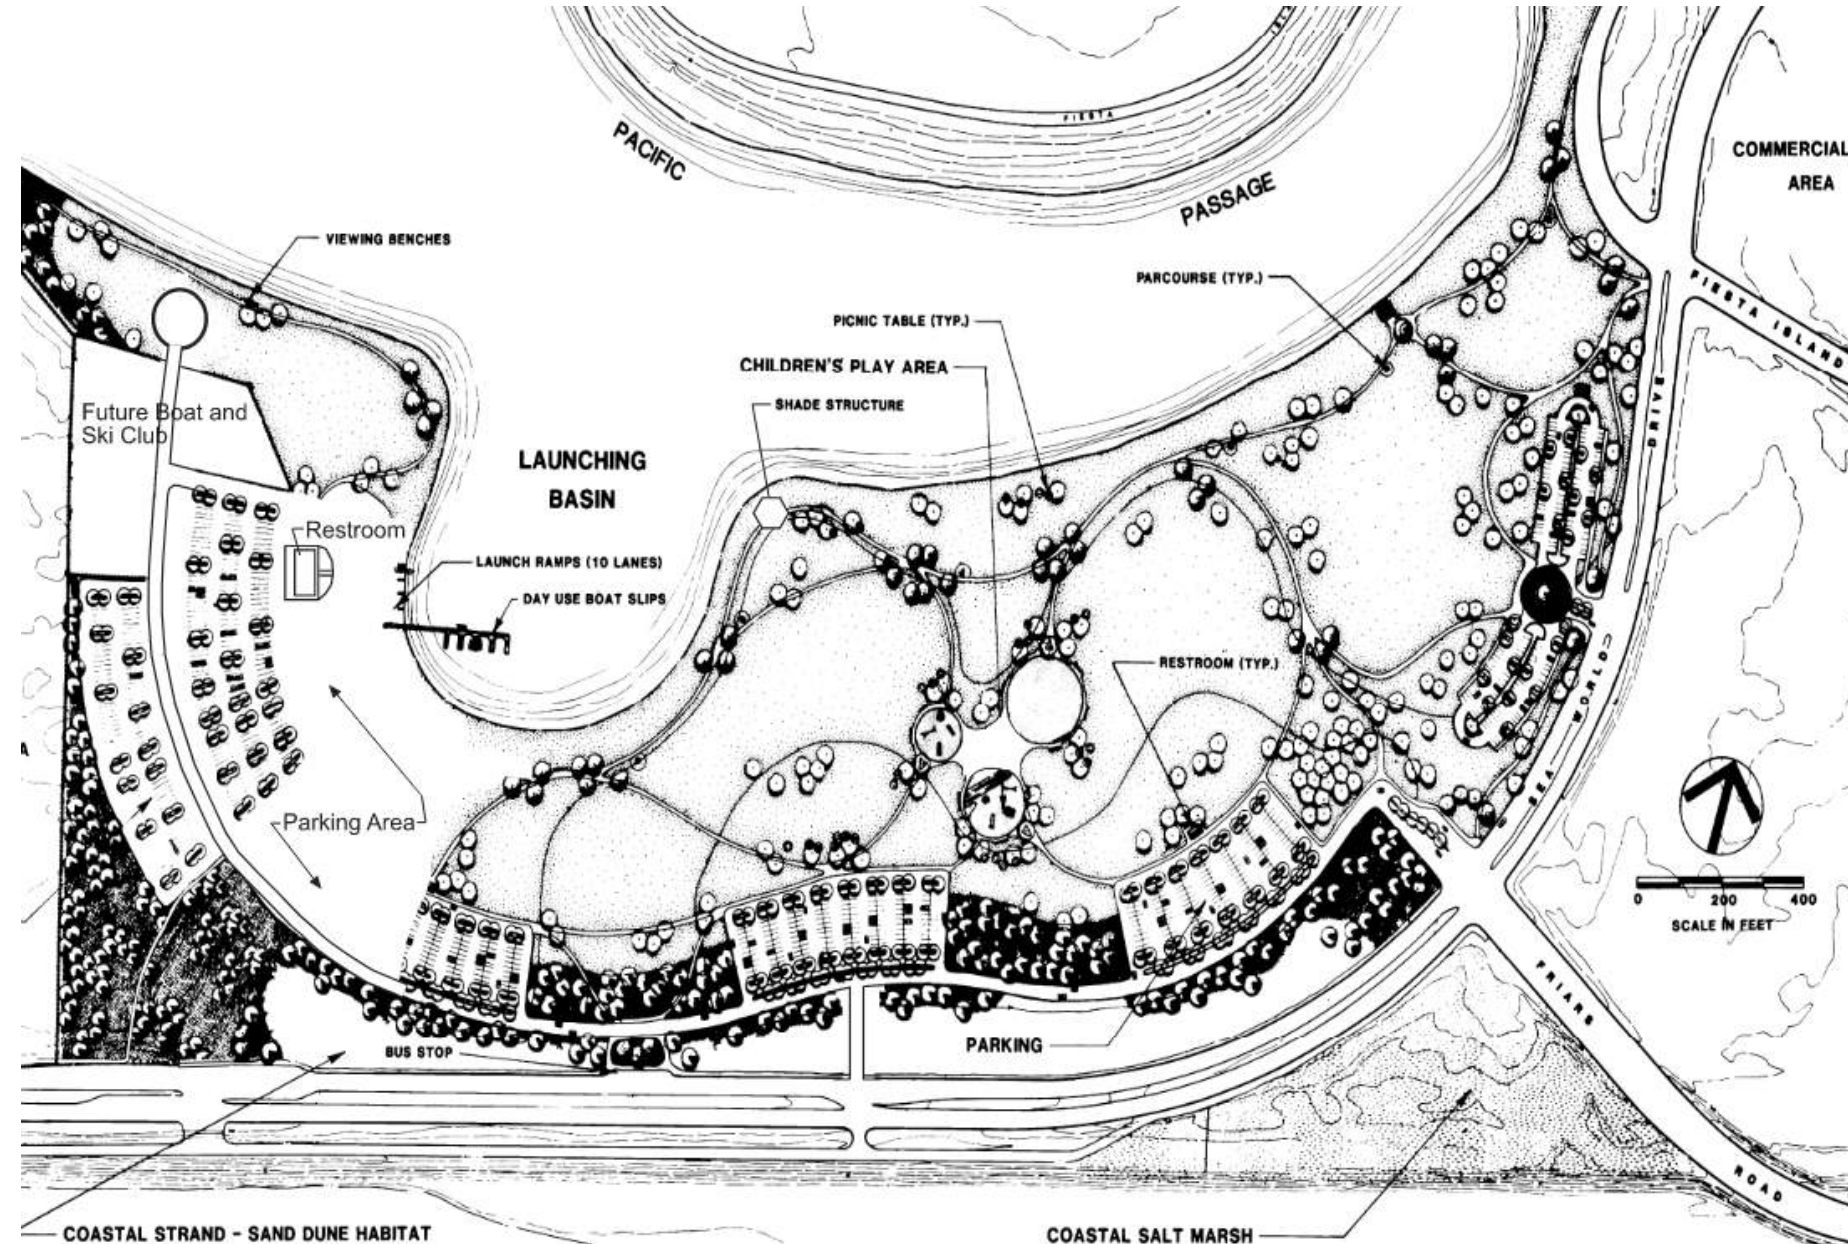 ISL
FIESTA
PACIFIC
PASSAGE
COMMERCIAL
AREA
VIEWING BENCHES
PARCOURSE (TYP.)
FIESTA ISLAND
PICNIC TABLE (TYP.)
CHILDREN'S PLAY AREA
SHADE STRUCTURE
Future Boat and
Ski Club
LAUNCHING
BASIN
Restroom
LAUNCH RAMPS (10 LANES)
DAY USE BOAT SLIPS
RESTROOM (TYP.)
SEA WORLD DRIVE
Parking Area
0 200 400
SCALE IN FEET
FRIARS ROAD
BUS STOP
PARKING
COASTAL STRAND - SAND DUNE HABITAT
COASTAL SALT MARSH